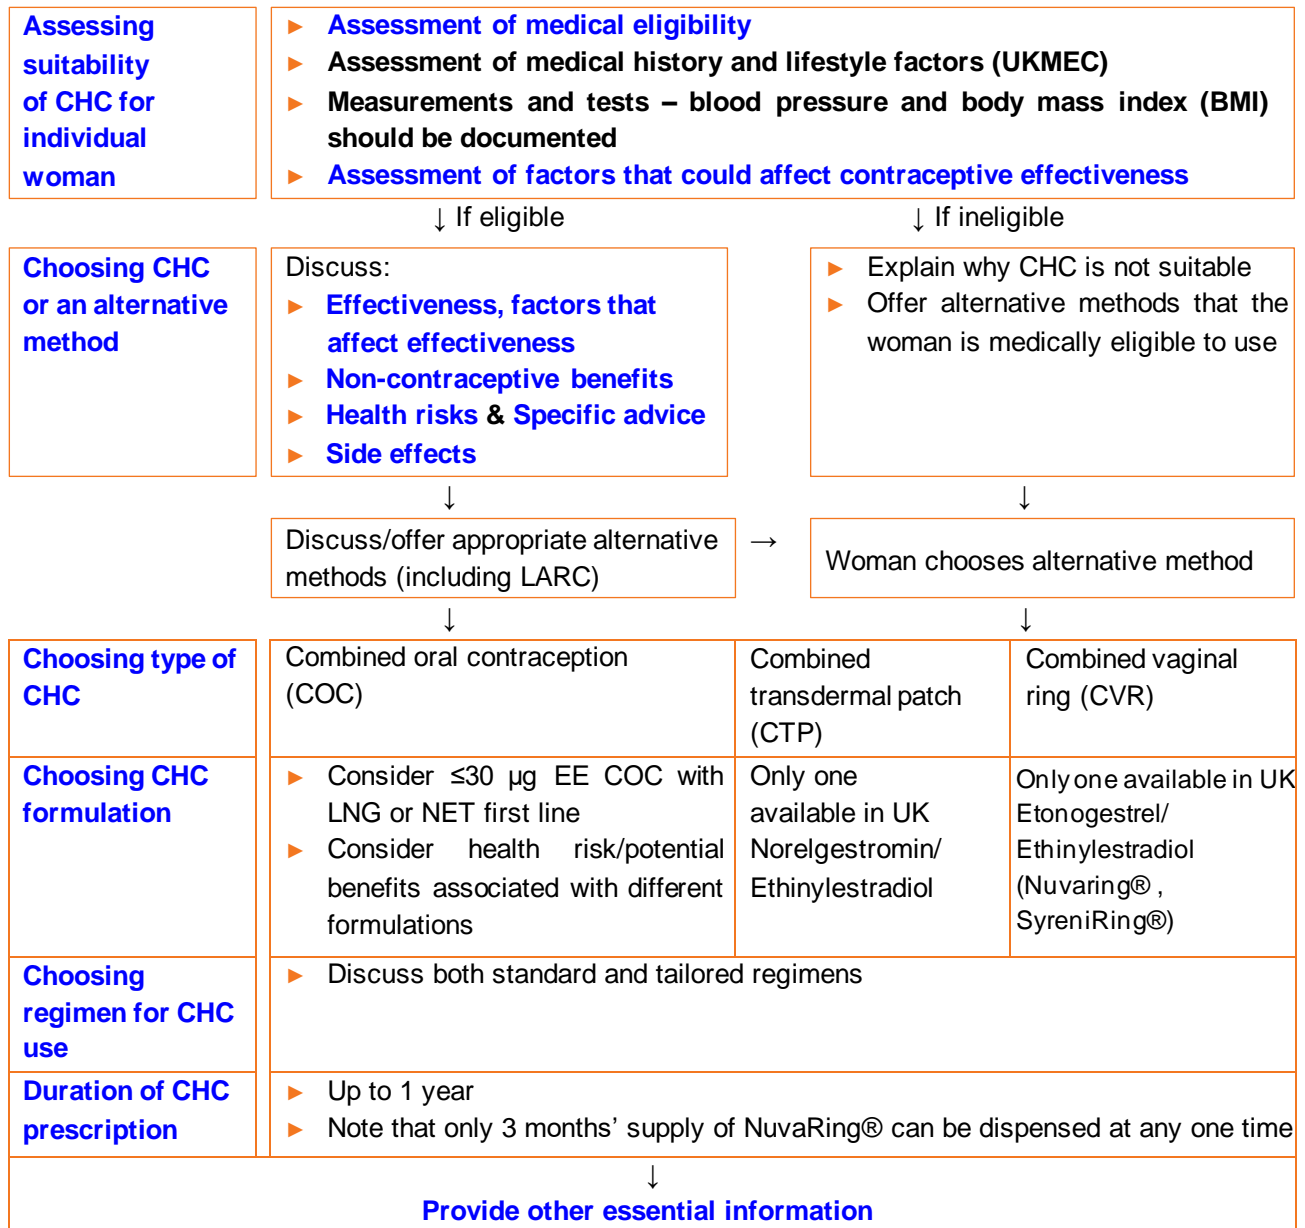 Assessing
suitability
of CHC for
individual
woman
► Assessment of medical eligibility
► Assessment of medical history and lifestyle factors (UKMEC)
► Measurements and tests – blood pressure and body mass index (BMI)
should be documented
► Assessment of factors that could affect contraceptive effectiveness
↓ If eligible
↓ If ineligible
Choosing CHC
or an alternative
method
Discuss:
► Effectiveness, factors that
affect effectiveness
► Non-contraceptive benefits
► Health risks & Specific advice
► Side effects
► Explain why CHC is not suitable
► Offer alternative methods that the
woman is medically eligible to use
↓
↓
Discuss/offer appropriate alternative
methods (including LARC)
→
Woman chooses alternative method
↓
↓
Choosing type of
CHC
Combined oral contraception
(COC)
Combined
transdermal patch
(CTP)
Combined vaginal
ring (CVR)
Choosing CHC
formulation
► Consider ≤30 µg EE COC with
LNG or NET first line
► Consider health risk/potential
benefits associated with different
formulations
Only one
available in UK
Norelgestromin/
Ethinylestradiol
Only one available in UK
Etonogestrel/
Ethinylestradiol
(Nuvaring® ,
SyreniRing®)
Choosing
regimen for CHC
use
► Discuss both standard and tailored regimens
Duration of CHC
prescription
► Up to 1 year
► Note that only 3 months’ supply of NuvaRing® can be dispensed at any one time
↓
Provide other essential information